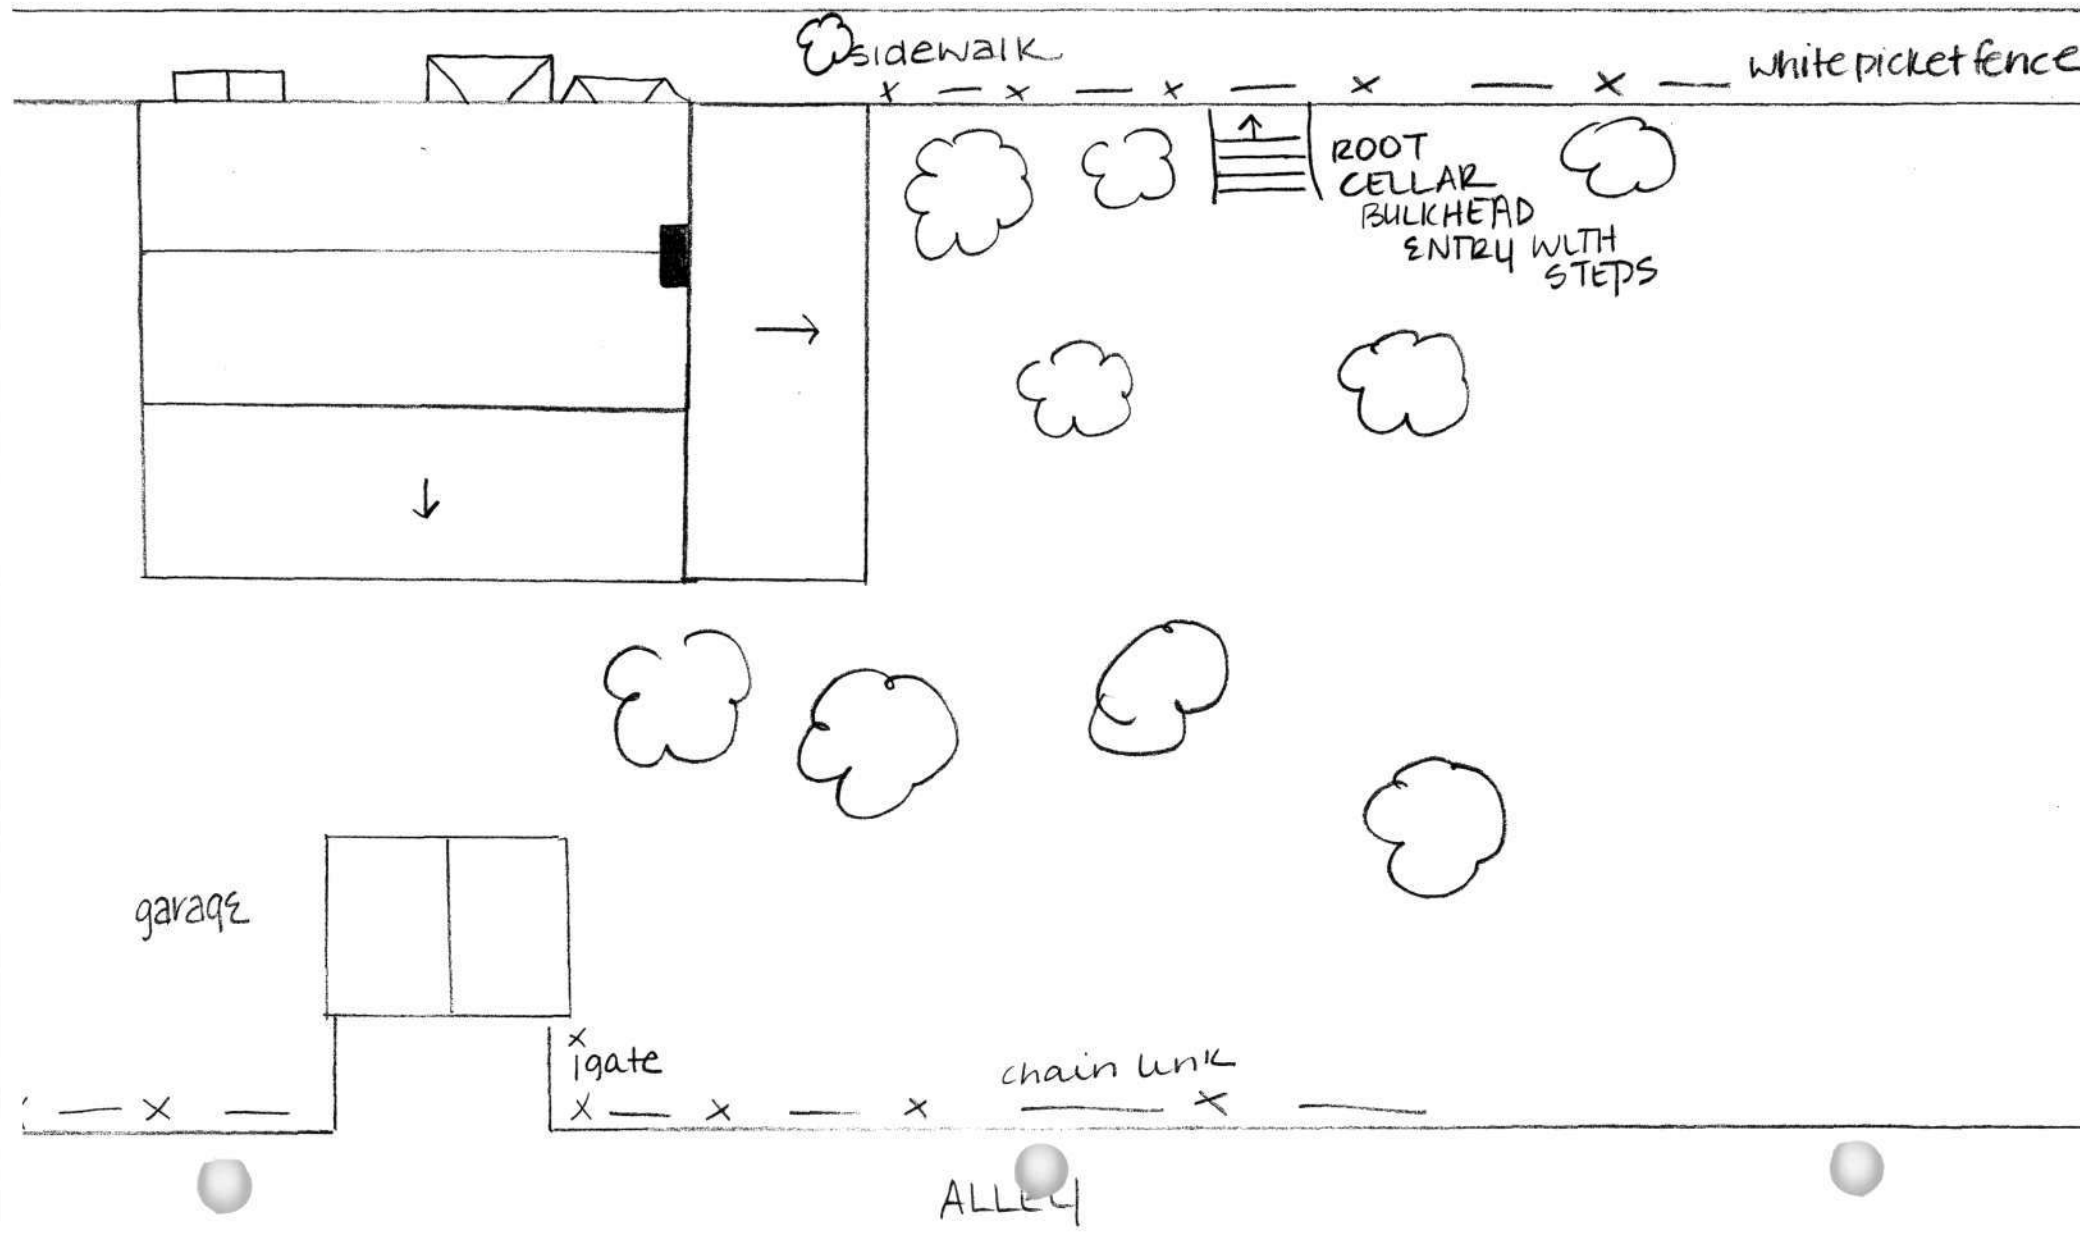 sidewalk
white picket fence
ROOT
CELLAR
BULKHEAD
ENTRY WITH
STEPS
garage
gate
chain link
ALLEY